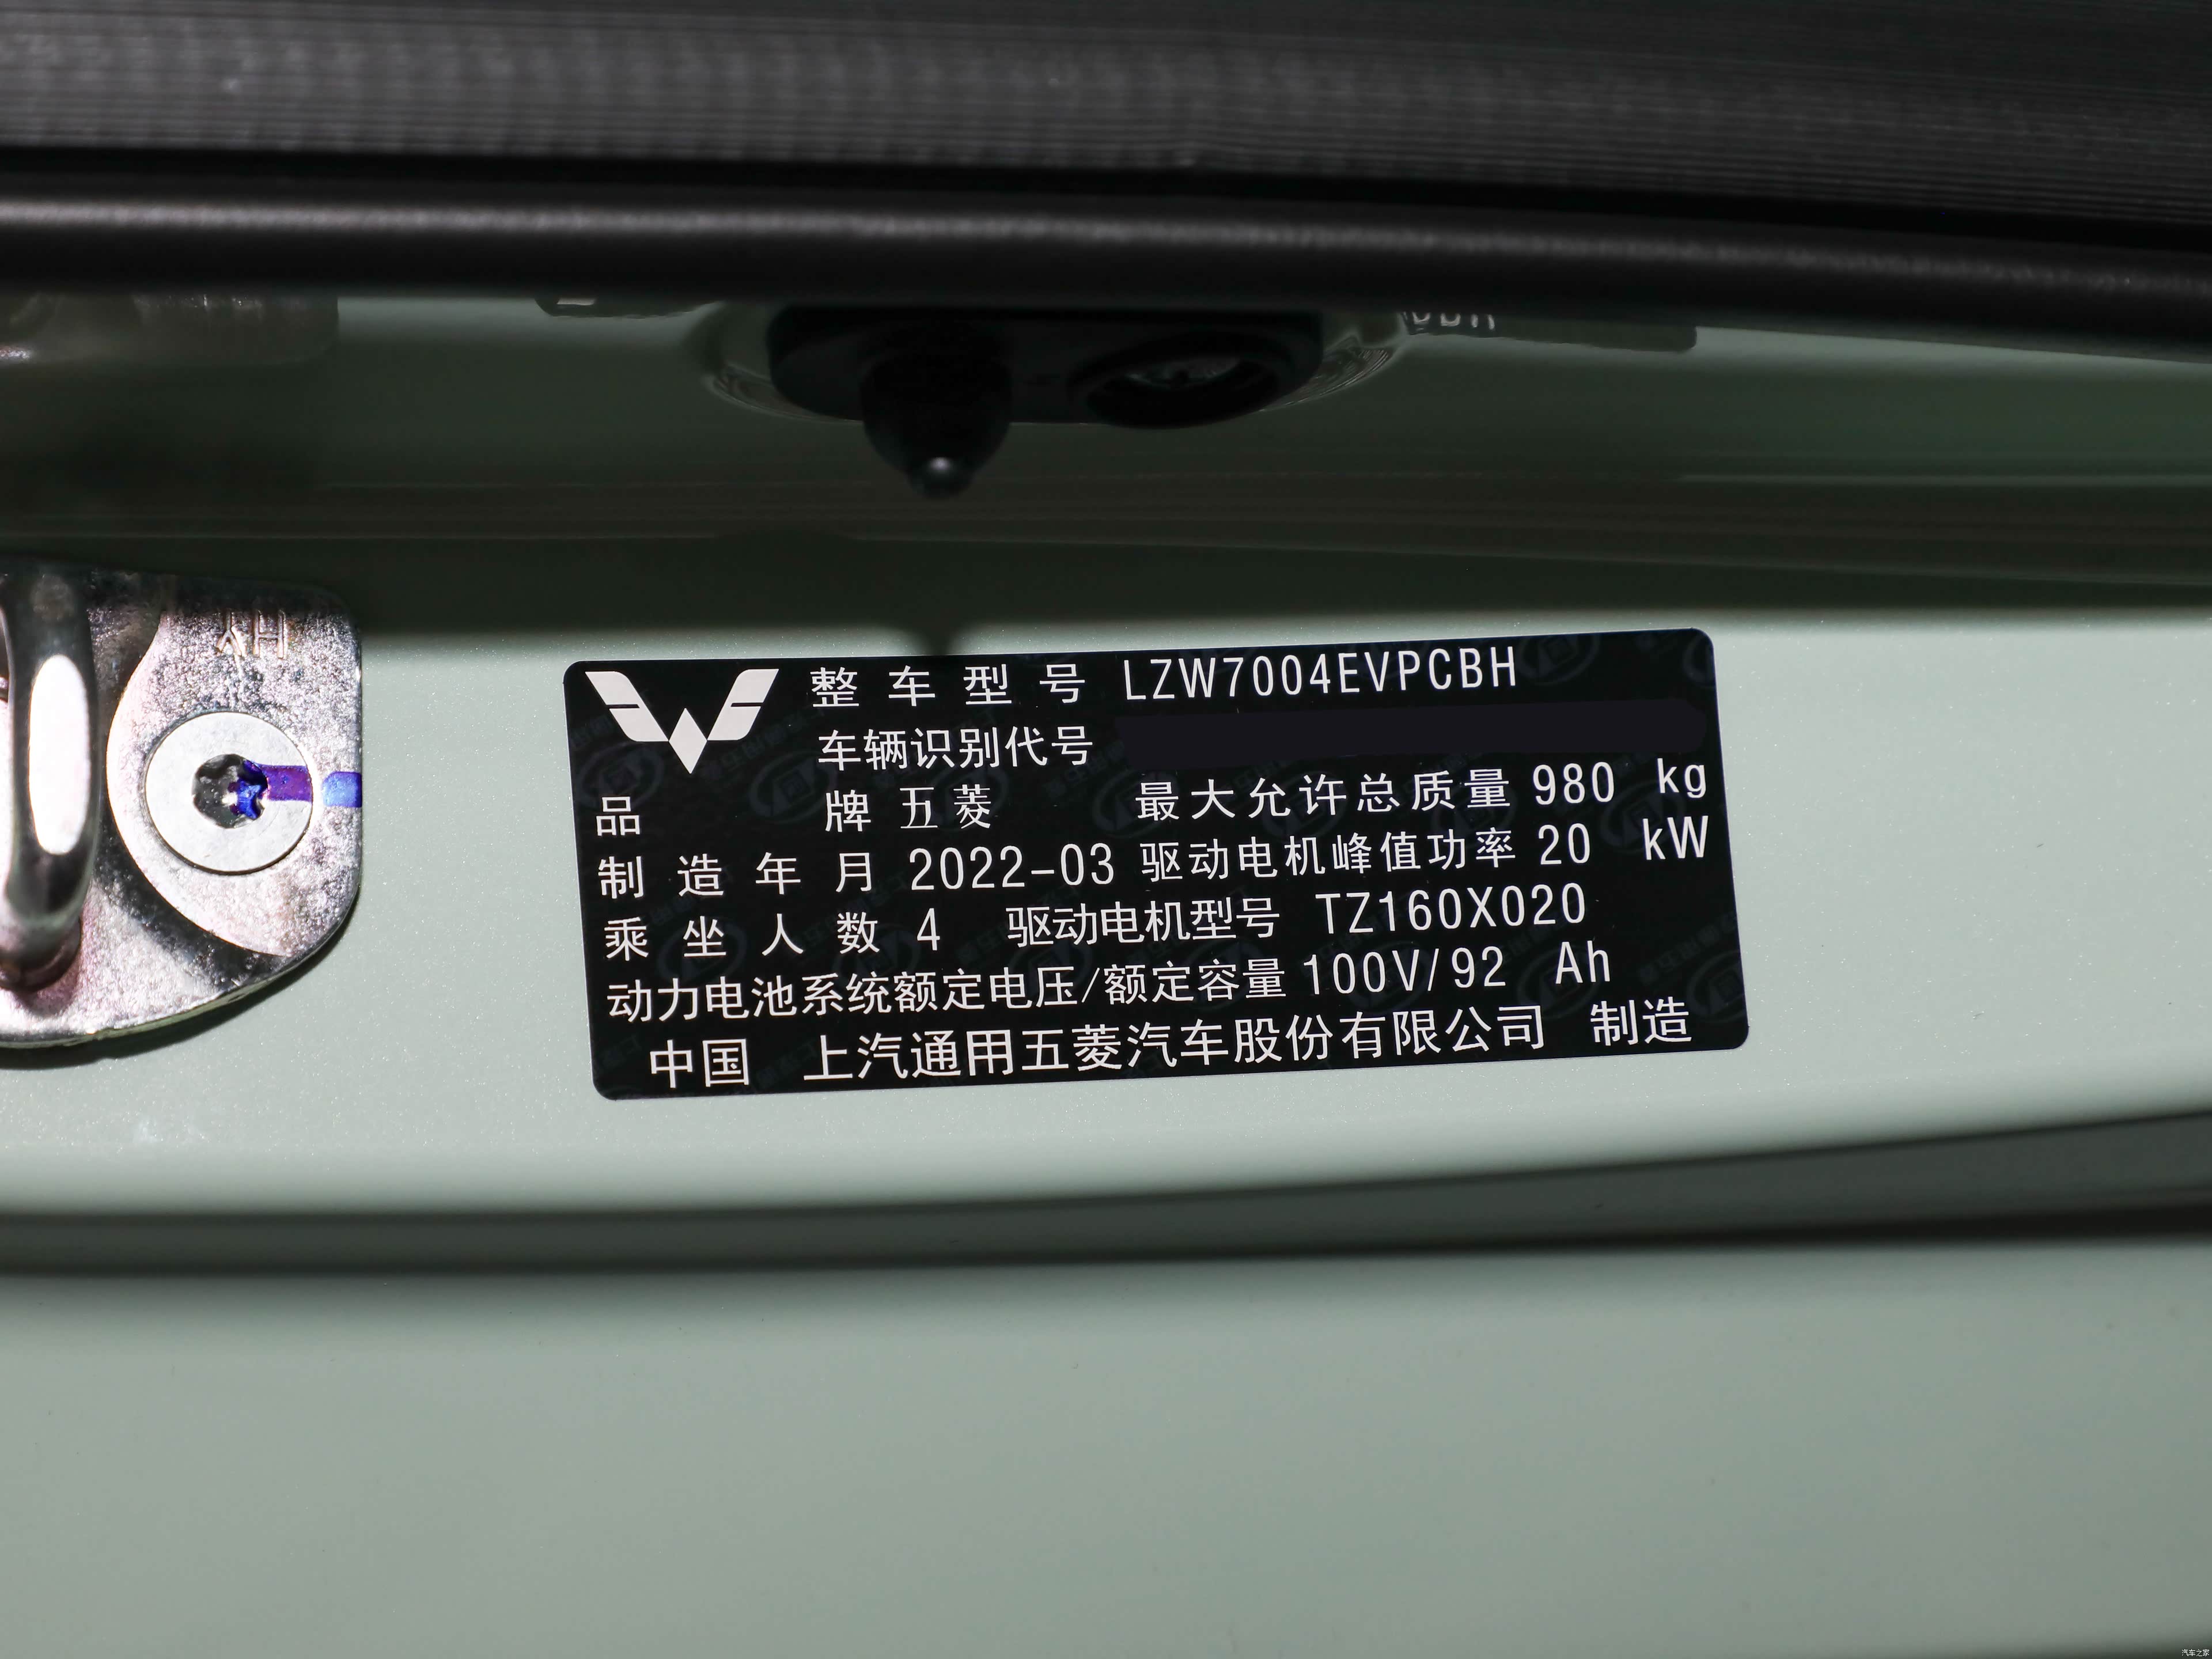 整车型号 LZW7004EVPCBH
车辆识别代号
品牌 五菱 最大允许总质量 980 kg
制造年月 2022-03 驱动电机峰值功率 20 kW
乘坐人数 4 驱动电机型号 TZ160X020
动力电池系统额定电压/额定容量 100V/92 Ah
中国 上汽通用五菱汽车股份有限公司 制造
汽车之家